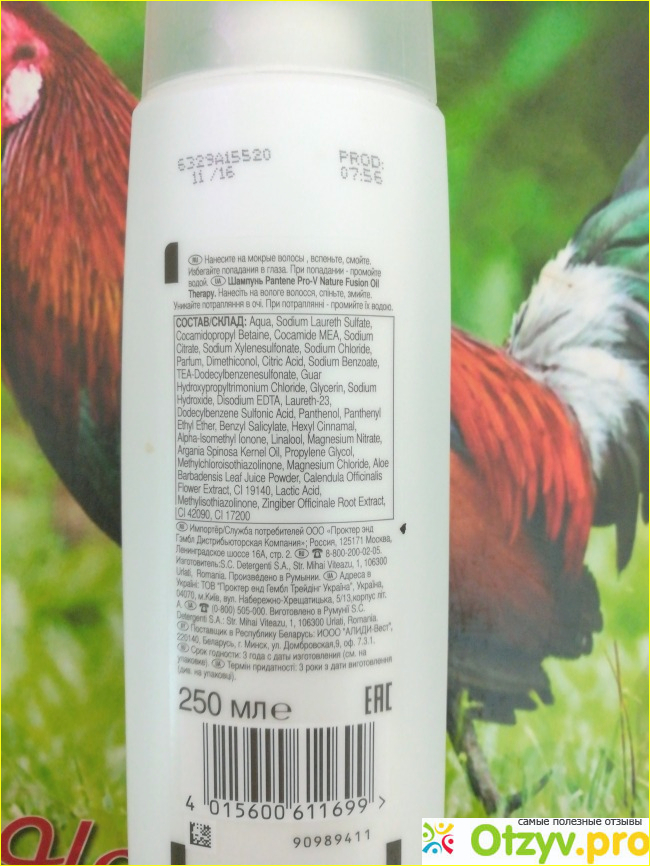 6329A15520
11 /16
PROD:
07:56
RU Нанесите на мокрые волосы , вспеньте, смойте.
Избегайте попадания в глаза. При попадании - промойте
водой. UA Шампунь Pantene Pro-V Nature Fusion Oil
Therapy. Нанесіть на вологе волосся, спіньте, змийте.
Уникайте потрапляння в очі. При потраплянні - промийте їх водою.
СОСТАВ/СКЛАД: Aqua, Sodium Laureth Sulfate,
Cocamidopropyl Betaine, Cocamide MEA, Sodium
Citrate, Sodium Xylenesulfonate, Sodium Chloride,
Parfum, Dimethiconol, Citric Acid, Sodium Benzoate,
TEA-Dodecylbenzenesulfonate, Guar
Hydroxypropyltrimonium Chloride, Glycerin, Sodium
Hydroxide, Disodium EDTA, Laureth-23,
Dodecylbenzene Sulfonic Acid, Panthenol, Panthenyl
Ethyl Ether, Benzyl Salicylate, Hexyl Cinnamal,
Alpha-Isomethyl Ionone, Linalool, Magnesium Nitrate,
Argania Spinosa Kernel Oil, Propylene Glycol,
Methylchloroisothiazolinone, Magnesium Chloride, Aloe
Barbadensis Leaf Juice Powder, Calendula Officinalis
Flower Extract, CI 19140, Lactic Acid,
Methylisothiazolinone, Zingiber Officinale Root Extract,
CI 42090, CI 17200
RU Импортёр/Служба потребителей ООО «Проктер энд
Гэмбл Дистрибьюторская Компания»; Россия, 125171 Москва,
Ленинградское шоссе 16А, стр. 2. RU 8-800-200-02-05.
Изготовитель:S.C. Detergenti S.A., Str. Mihai Viteazu, 1, 106300
Urlati, Romania. Произведено в Румынии. UA Адреса в
Україні: ТОВ "Проктер енд Гембл Трейдінг Україна", Україна,
04070, м.Київ, вул. Набережно-Хрещатицька, 5/13,корпус літ.
А, UA (0-800) 505-000. Виготовлено в Румунії S.C.
Detergenti S.A.: Str. Mihai Viteazu, 1, 106300 Urlati, Romania.
Поставщик в Республику Беларусь: ИООО "АЛИДИ-Вест",
220140, Беларусь, г. Минск, ул. Домбровская,9, оф. 7.3.1.
RU Срок годности: 3 года с даты изготовления (см. на
упаковке). UA Термін придатності: 3 роки з дати виготовлення
(див. на упаковці).
250 МЛ e
EAC
4 015600 611699 >
90989411
самые полезные отзывы
Otzyv.pro